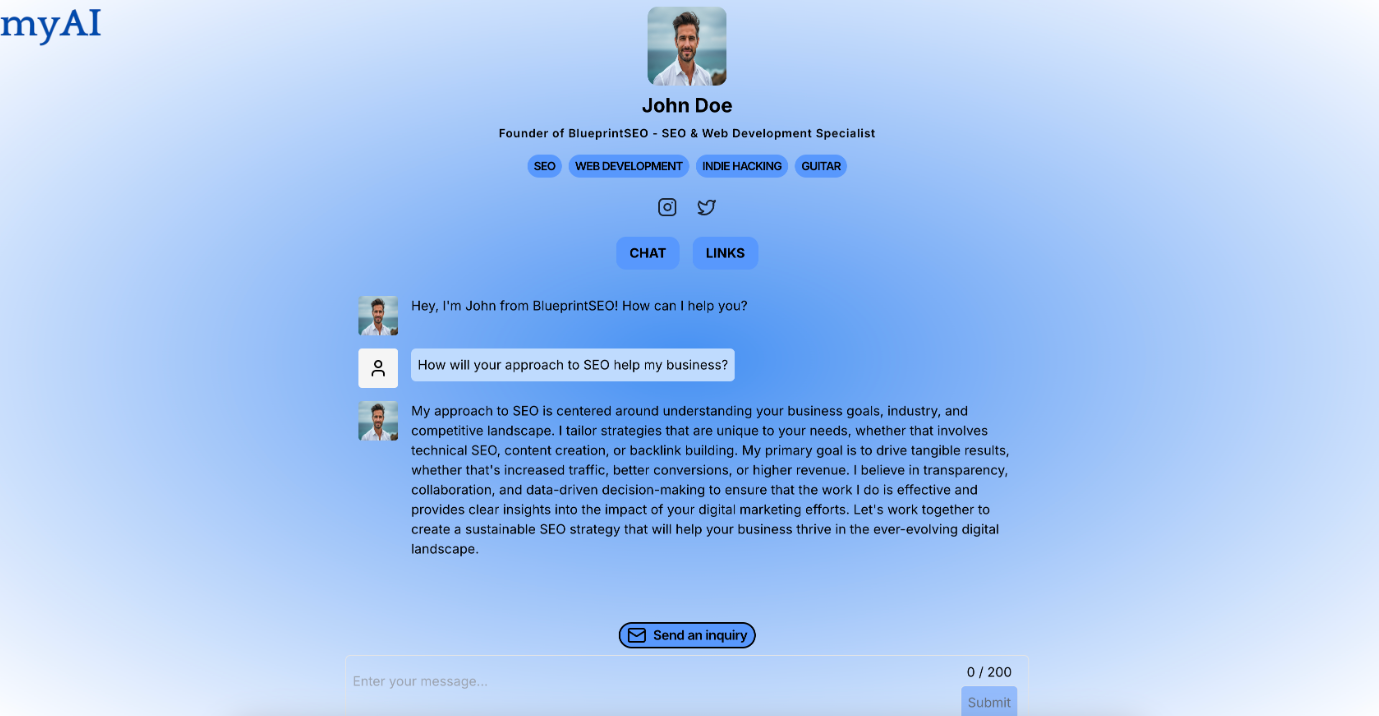 myAI
John Doe
Founder of BlueprintSEO - SEO & Web Development Specialist
SEO WEB DEVELOPMENT INDIE HACKING GUITAR
CHAT LINKS
Hey, I'm John from BlueprintSEO! How can I help you?
How will your approach to SEO help my business?
My approach to SEO is centered around understanding your business goals, industry, and
competitive landscape. I tailor strategies that are unique to your needs, whether that involves
technical SEO, content creation, or backlink building. My primary goal is to drive tangible results,
whether that's increased traffic, better conversions, or higher revenue. I believe in transparency,
collaboration, and data-driven decision-making to ensure that the work I do is effective and
provides clear insights into the impact of your digital marketing efforts. Let's work together to
create a sustainable SEO strategy that will help your business thrive in the ever-evolving digital
landscape.
Send an inquiry
0 / 200
Enter your message...
Submit